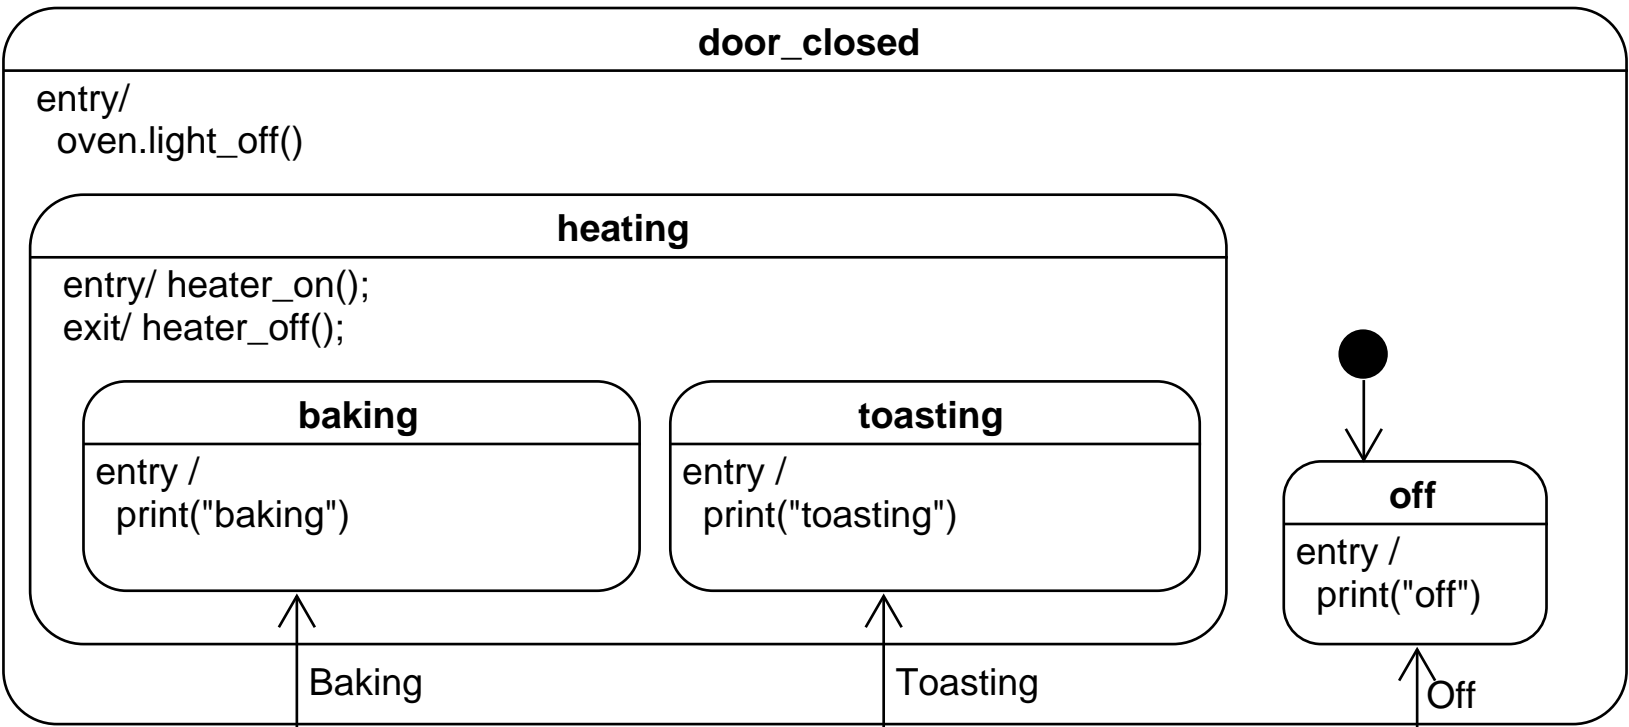 door_closed
entry/
oven.light_off()
heating
entry/ heater_on();
exit/ heater_off();
baking
entry /
print("baking")
toasting
entry /
print("toasting")
off
entry /
print("off")
Baking
Toasting
Off